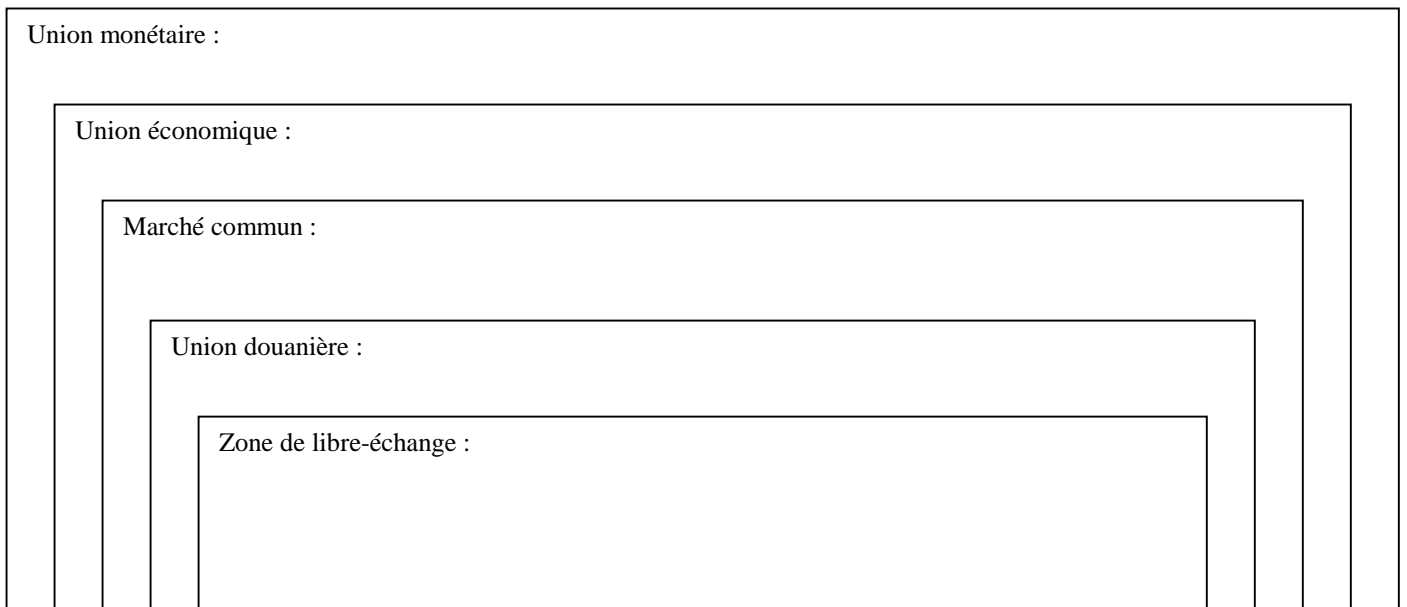 Union monétaire :
Union économique :
Marché commun :
Union douanière :
Zone de libre-échange :